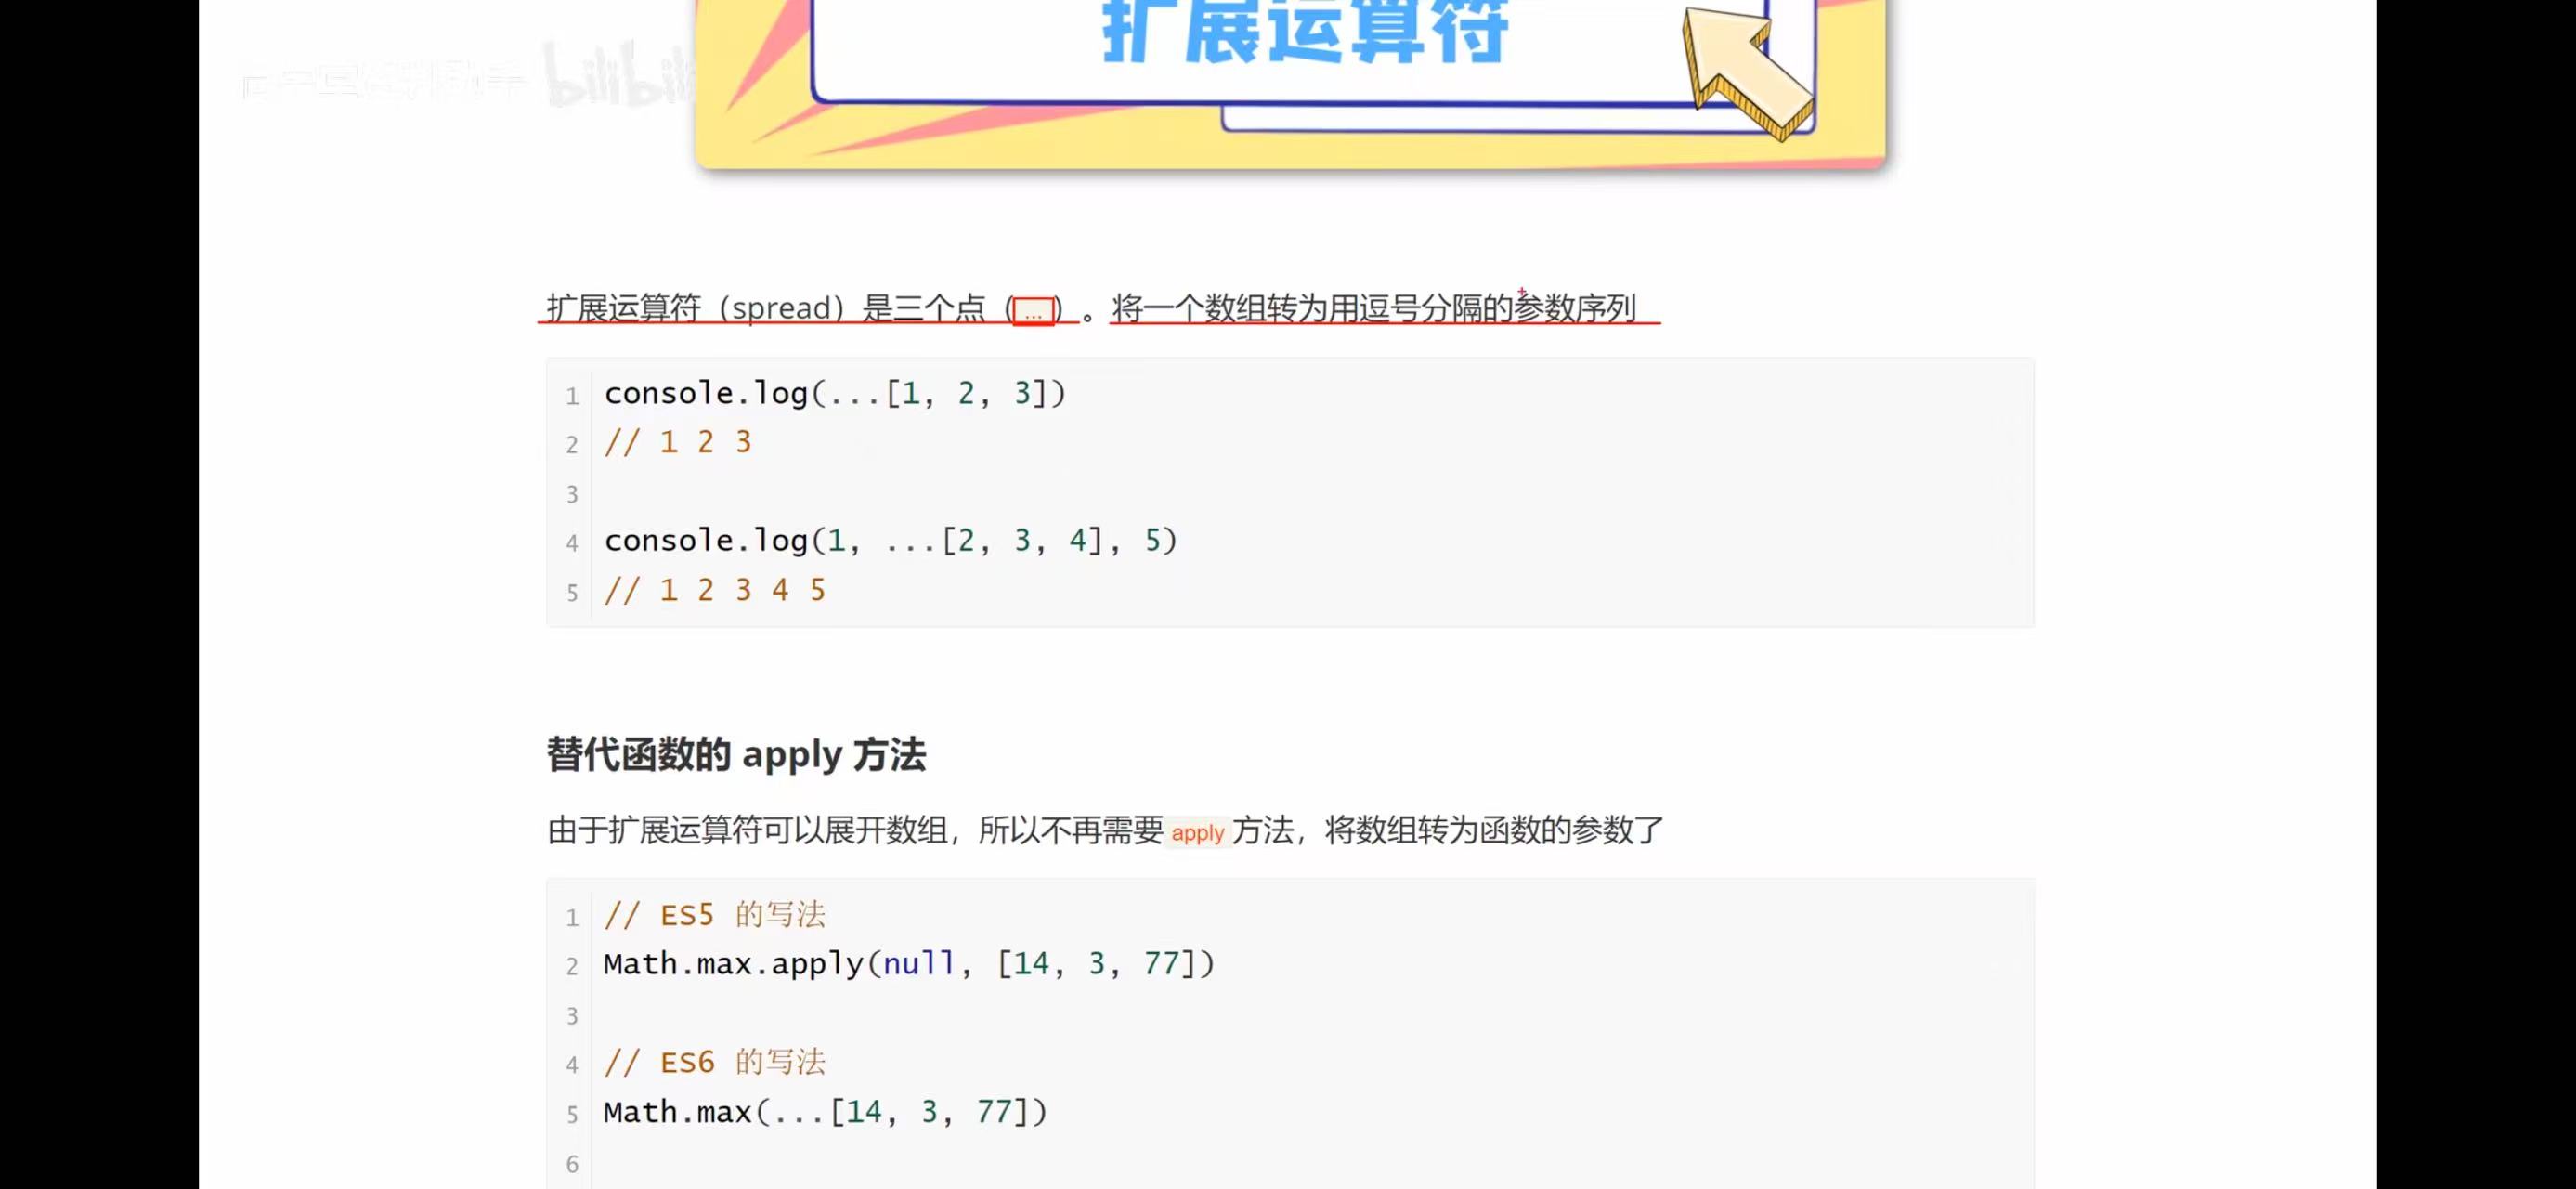 扩展运算符
bilibili
扩展运算符（spread）是三个点（...）。将一个数组转为用逗号分隔的参数序列
1 console.log(...[1, 2, 3])
2 // 1 2 3
3
4 console.log(1, ...[2, 3, 4], 5)
5 // 1 2 3 4 5
替代函数的 apply 方法
由于扩展运算符可以展开数组，所以不再需要apply方法，将数组转为函数的参数了
1 // ES5 的写法
2 Math.max.apply(null, [14, 3, 77])
3
4 // ES6 的写法
5 Math.max(...[14, 3, 77])
6